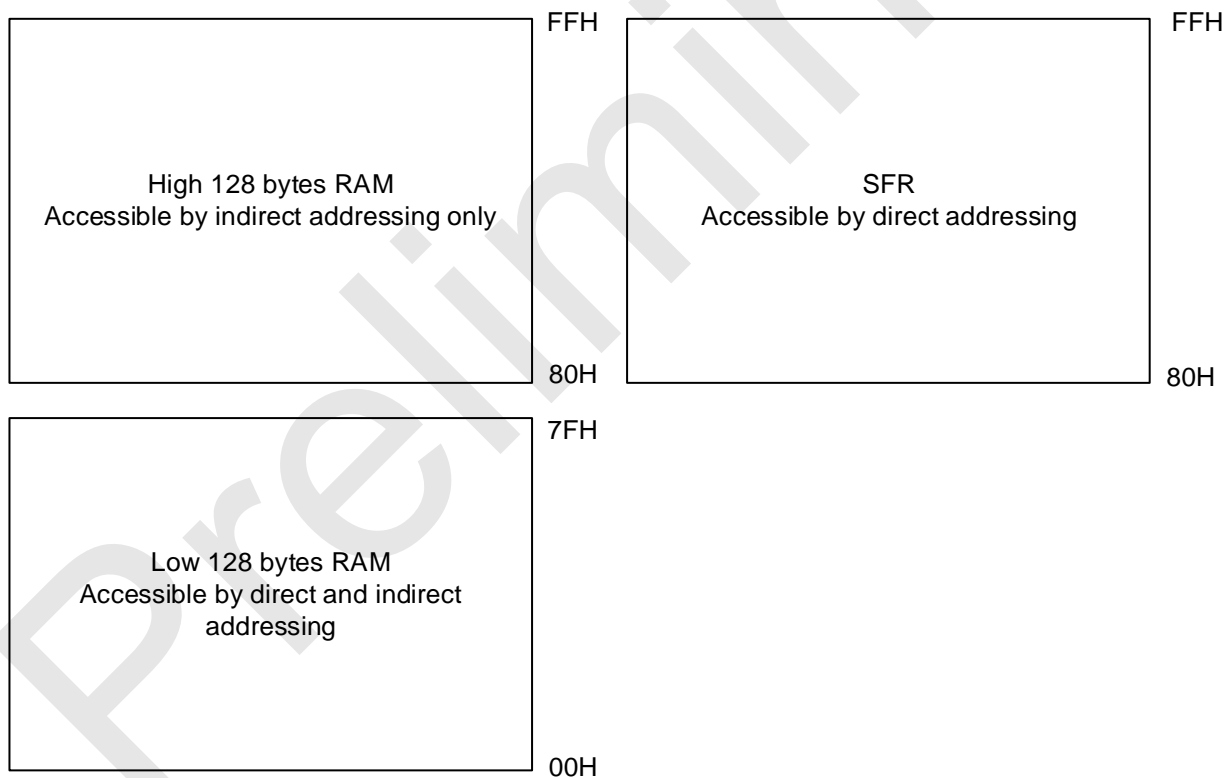 FFH
High 128 bytes RAM
Accessible by indirect addressing only
80H
FFH
SFR
Accessible by direct addressing
80H
7FH
Low 128 bytes RAM
Accessible by direct and indirect
addressing
00H
Prelimin